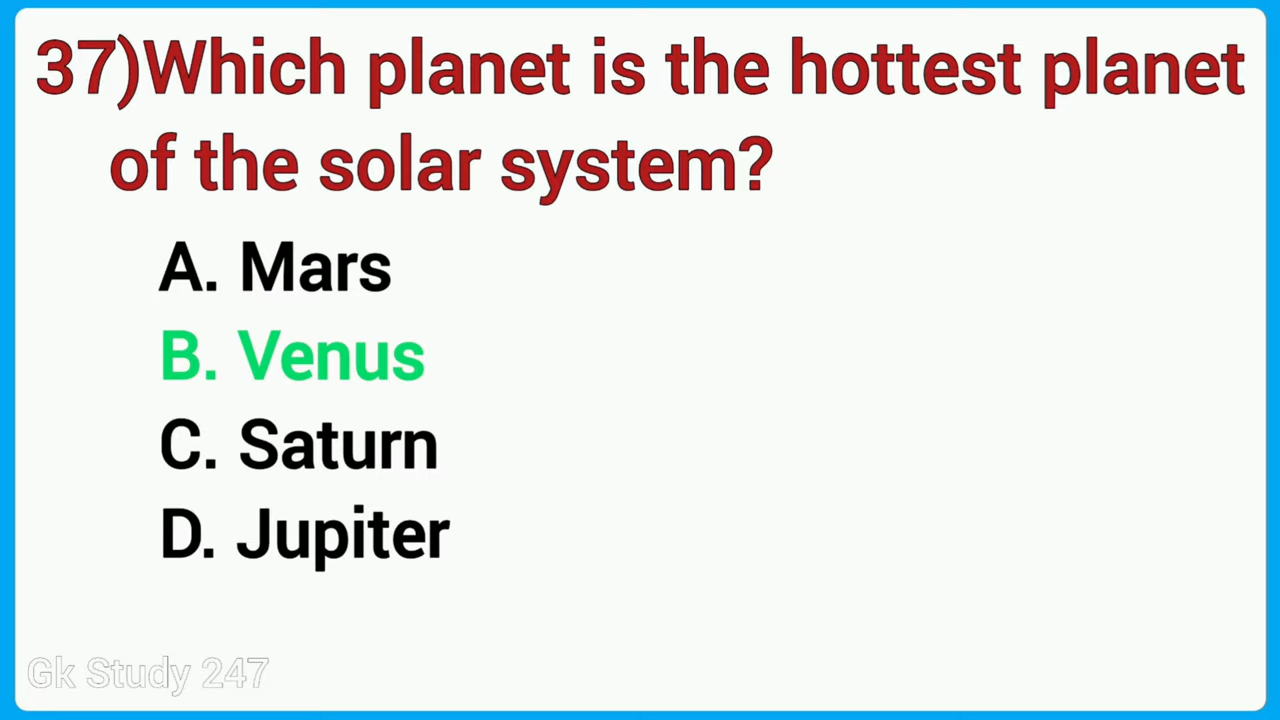 37)Which planet is the hottest planet
of the solar system?
A. Mars
B. Venus
C. Saturn
D. Jupiter
Gk Study 247